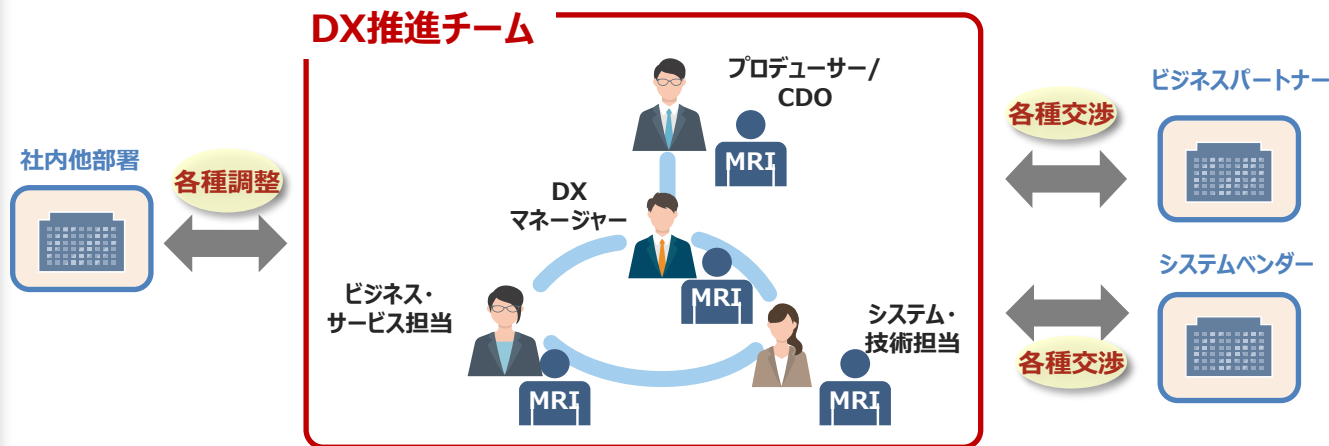 DX推進チーム
プロデューサー/
CDO
MRI
DX
マネージャー
MRI
ビジネス・
サービス担当
MRI
システム・
技術担当
MRI
社内他部署
各種調整
各種交渉
ビジネスパートナー
システムベンダー
各種交渉